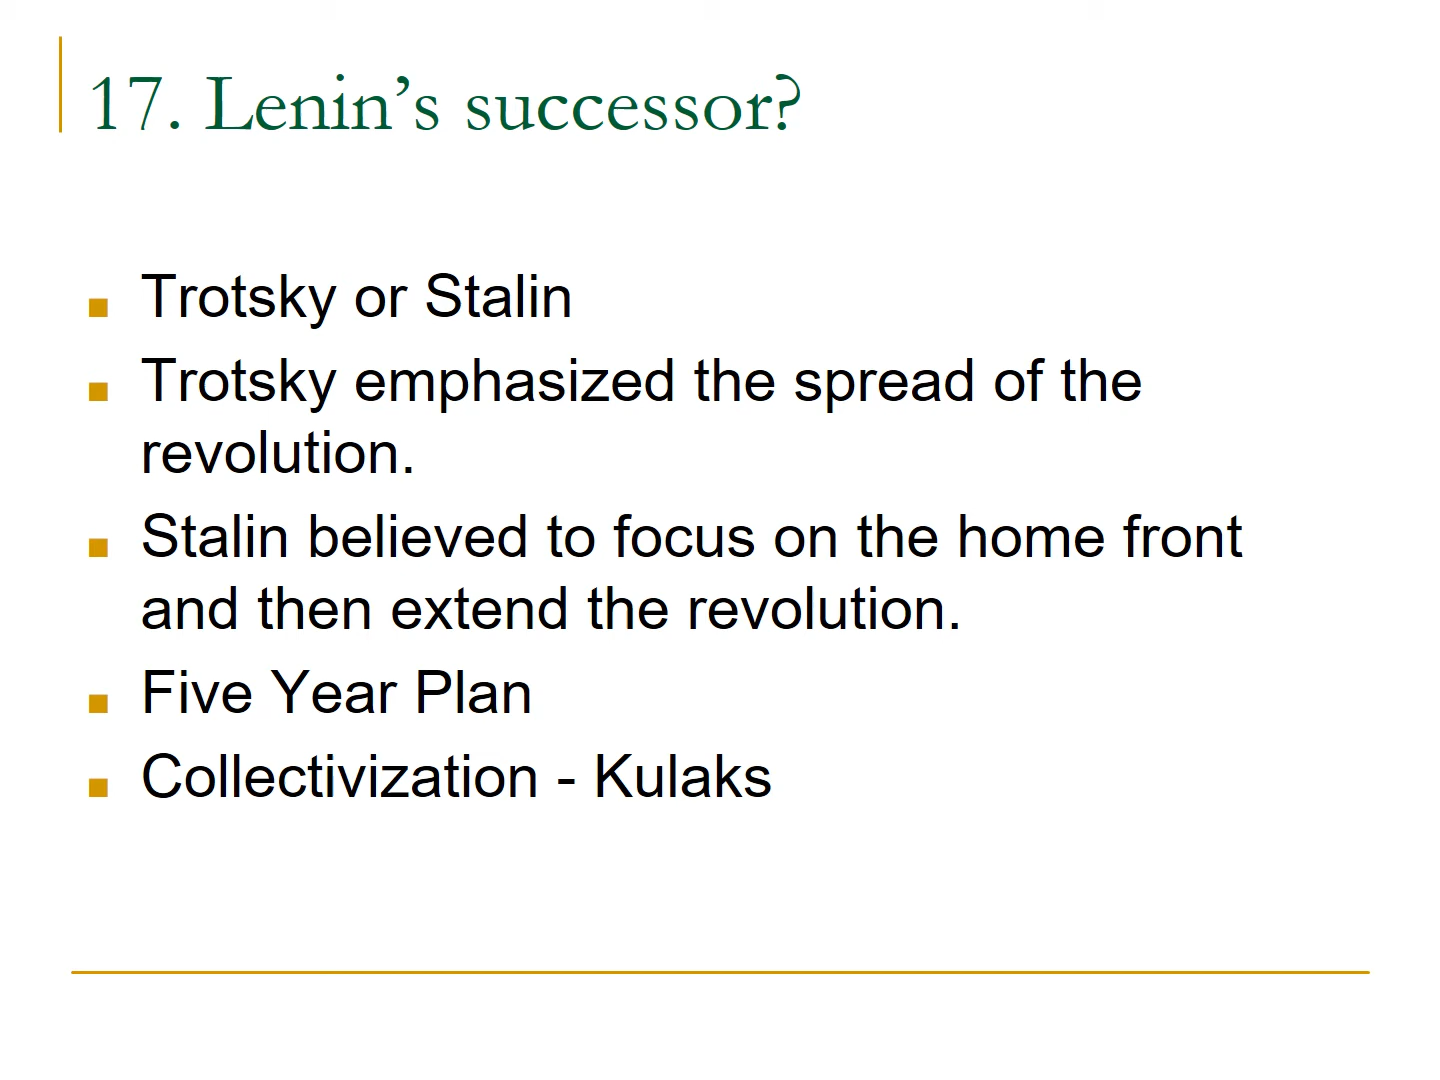 17. Lenin’s successor?
■ Trotsky or Stalin
■ Trotsky emphasized the spread of the
revolution.
■ Stalin believed to focus on the home front
and then extend the revolution.
■ Five Year Plan
■ Collectivization - Kulaks